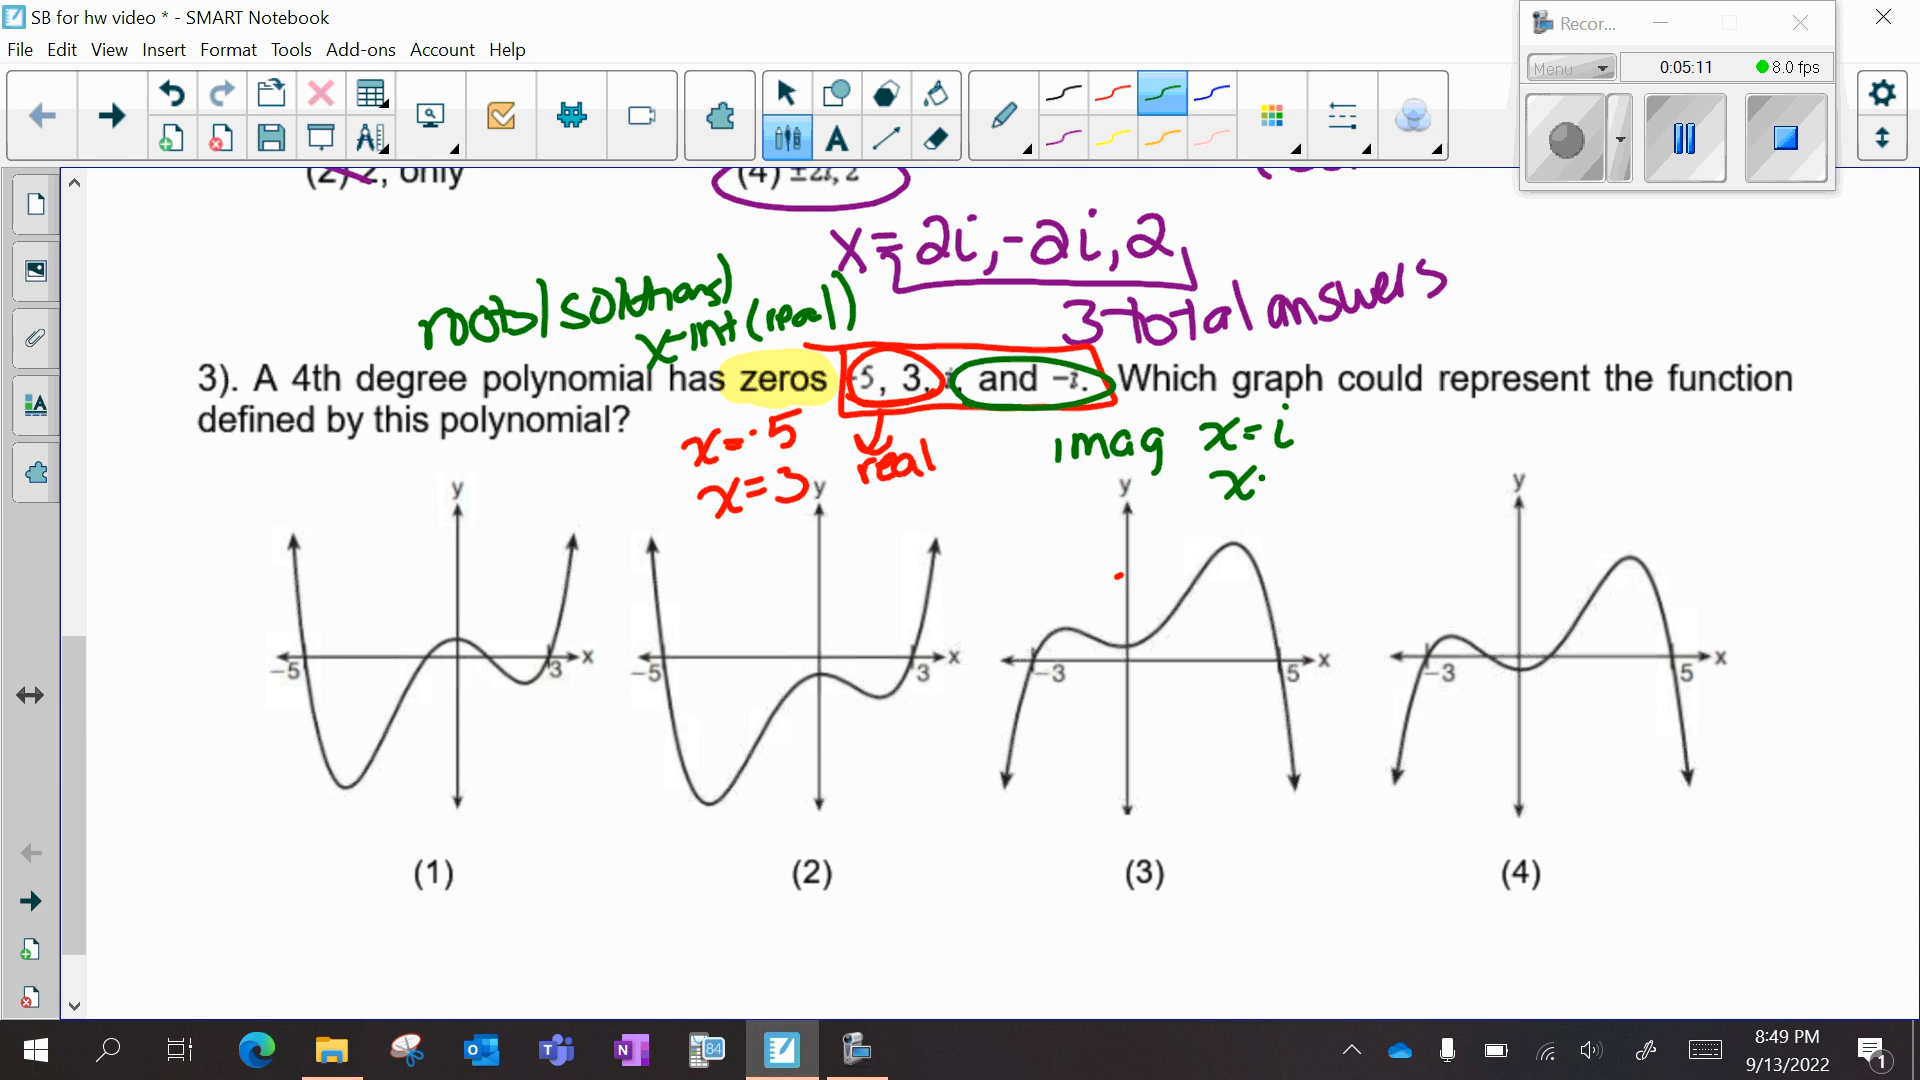 SB for hw video * - SMART Notebook
File Edit View Insert Format Tools Add-ons Account Help
Recor...
Menu 0:05:11 8.0 fps
(2) 2, only
(4) ±2i, 2
x=2i,-2i,2
3 total answers
roots/solutions/
x-int(real)
3). A 4th degree polynomial has zeros -5, 3, i, and -i. Which graph could represent the function
defined by this polynomial?
x=-5
x=3
real
imag
x=i
x
y
-5
3
x
(1)
y
-5
3
x
(2)
y
-3
5
x
(3)
y
-3
5
x
(4)
84
8:49 PM
9/13/2022
1